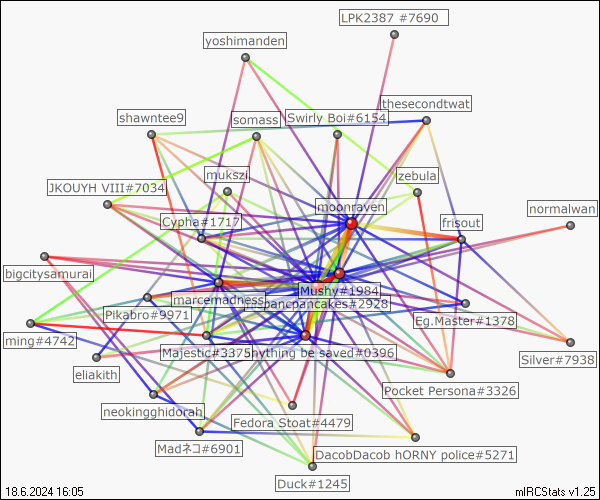 LPK2387 #7690
yoshimanden
thesecondtwat
shawntee9
somass
Swirly Boi#6154
mukszi
zebula
JKOUYH VIII#7034
moonraven
normalwan
Cypha#1717
frisout
bigcitysamurai
Mushy#1984
marcemadness
pancpancakes#2928
Pikabro#9971
Eg.Master#1378
ming#4742
Majestic#3375
nything be saved#0396
Silver#7938
eliakith
Pocket Persona#3326
neokingghidorah
Fedora Stoat#4479
Madネコ#6901
DacobDacob hORNY police#5271
Duck#1245
18.6.2024 16:05
mIRCStats v1.25